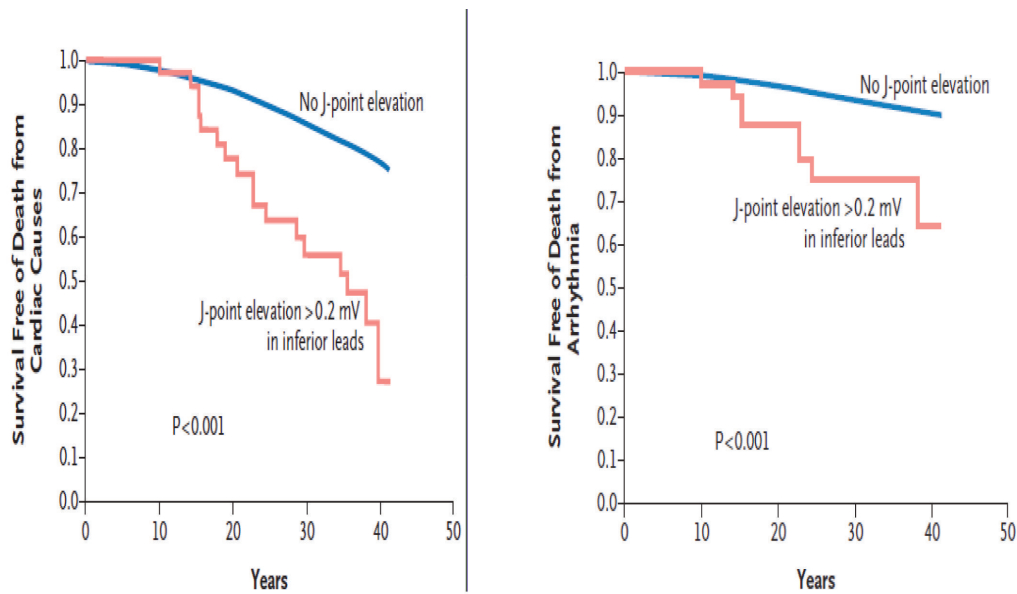 Survival Free of Death from
Cardiac Causes
1.0
0.9
0.8
0.7
0.6
0.5
0.4
0.3
0.2
0.1
0.0
No J-point elevation
J-point elevation >0.2 mV
in inferior leads
P<0.001
0 10 20 30 40 50
Years
Survival Free of Death from
Arrhythmia
1.0
0.9
0.8
0.7
0.6
0.5
0.4
0.3
0.2
0.1
0.0
No J-point elevation
J-point elevation >0.2 mV
in inferior leads
P<0.001
0 10 20 30 40 50
Years